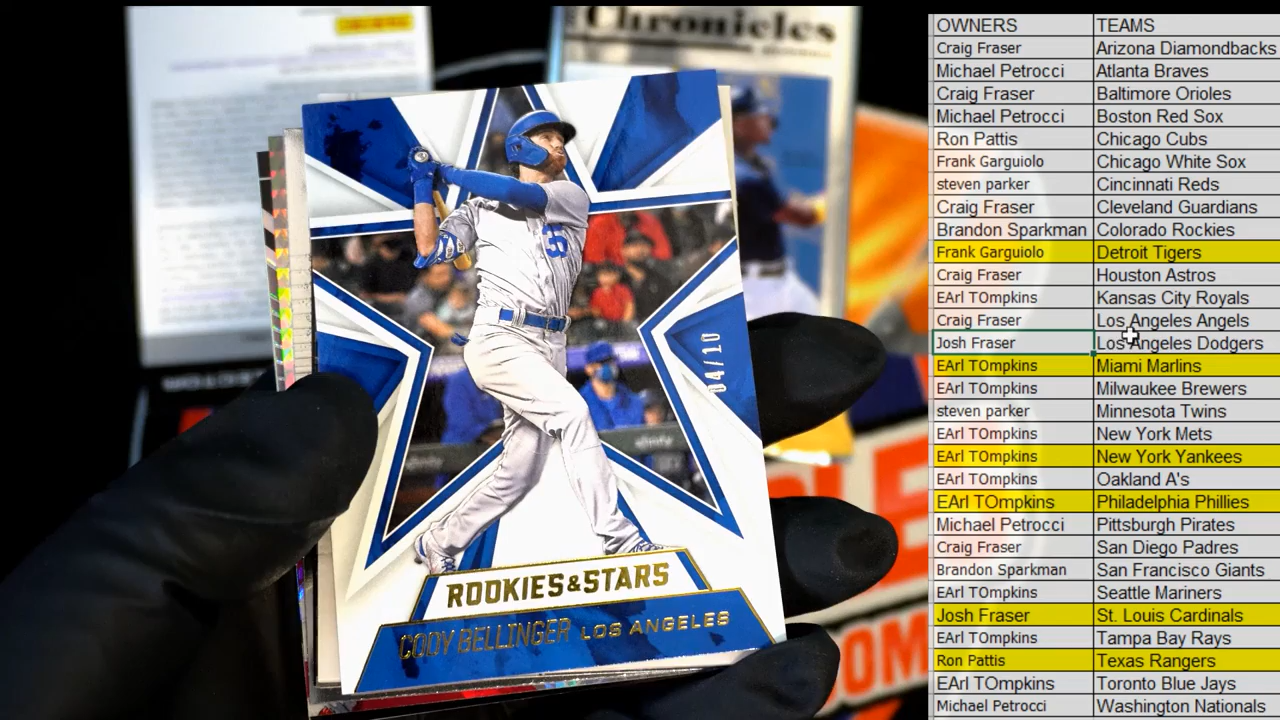 Chronicles
35
04/10
ROOKIES&STARS
CODY BELLINGER LOS ANGELES
OWNERS TEAMS
Craig Fraser Arizona Diamondbacks
Michael Petrocci Atlanta Braves
Craig Fraser Baltimore Orioles
Michael Petrocci Boston Red Sox
Ron Pattis Chicago Cubs
Frank Garguiolo Chicago White Sox
steven parker Cincinnati Reds
Craig Fraser Cleveland Guardians
Brandon Sparkman Colorado Rockies
Frank Garguiolo Detroit Tigers
Craig Fraser Houston Astros
EArl TOmpkins Kansas City Royals
Craig Fraser Los Angeles Angels
Josh Fraser Los Angeles Dodgers
EArl TOmpkins Miami Marlins
EArl TOmpkins Milwaukee Brewers
steven parker Minnesota Twins
EArl TOmpkins New York Mets
EArl TOmpkins New York Yankees
EArl TOmpkins Oakland A's
EArl TOmpkins Philadelphia Phillies
Michael Petrocci Pittsburgh Pirates
Craig Fraser San Diego Padres
Brandon Sparkman San Francisco Giants
EArl TOmpkins Seattle Mariners
Josh Fraser St. Louis Cardinals
EArl TOmpkins Tampa Bay Rays
Ron Pattis Texas Rangers
EArl TOmpkins Toronto Blue Jays
Michael Petrocci Washington Nationals